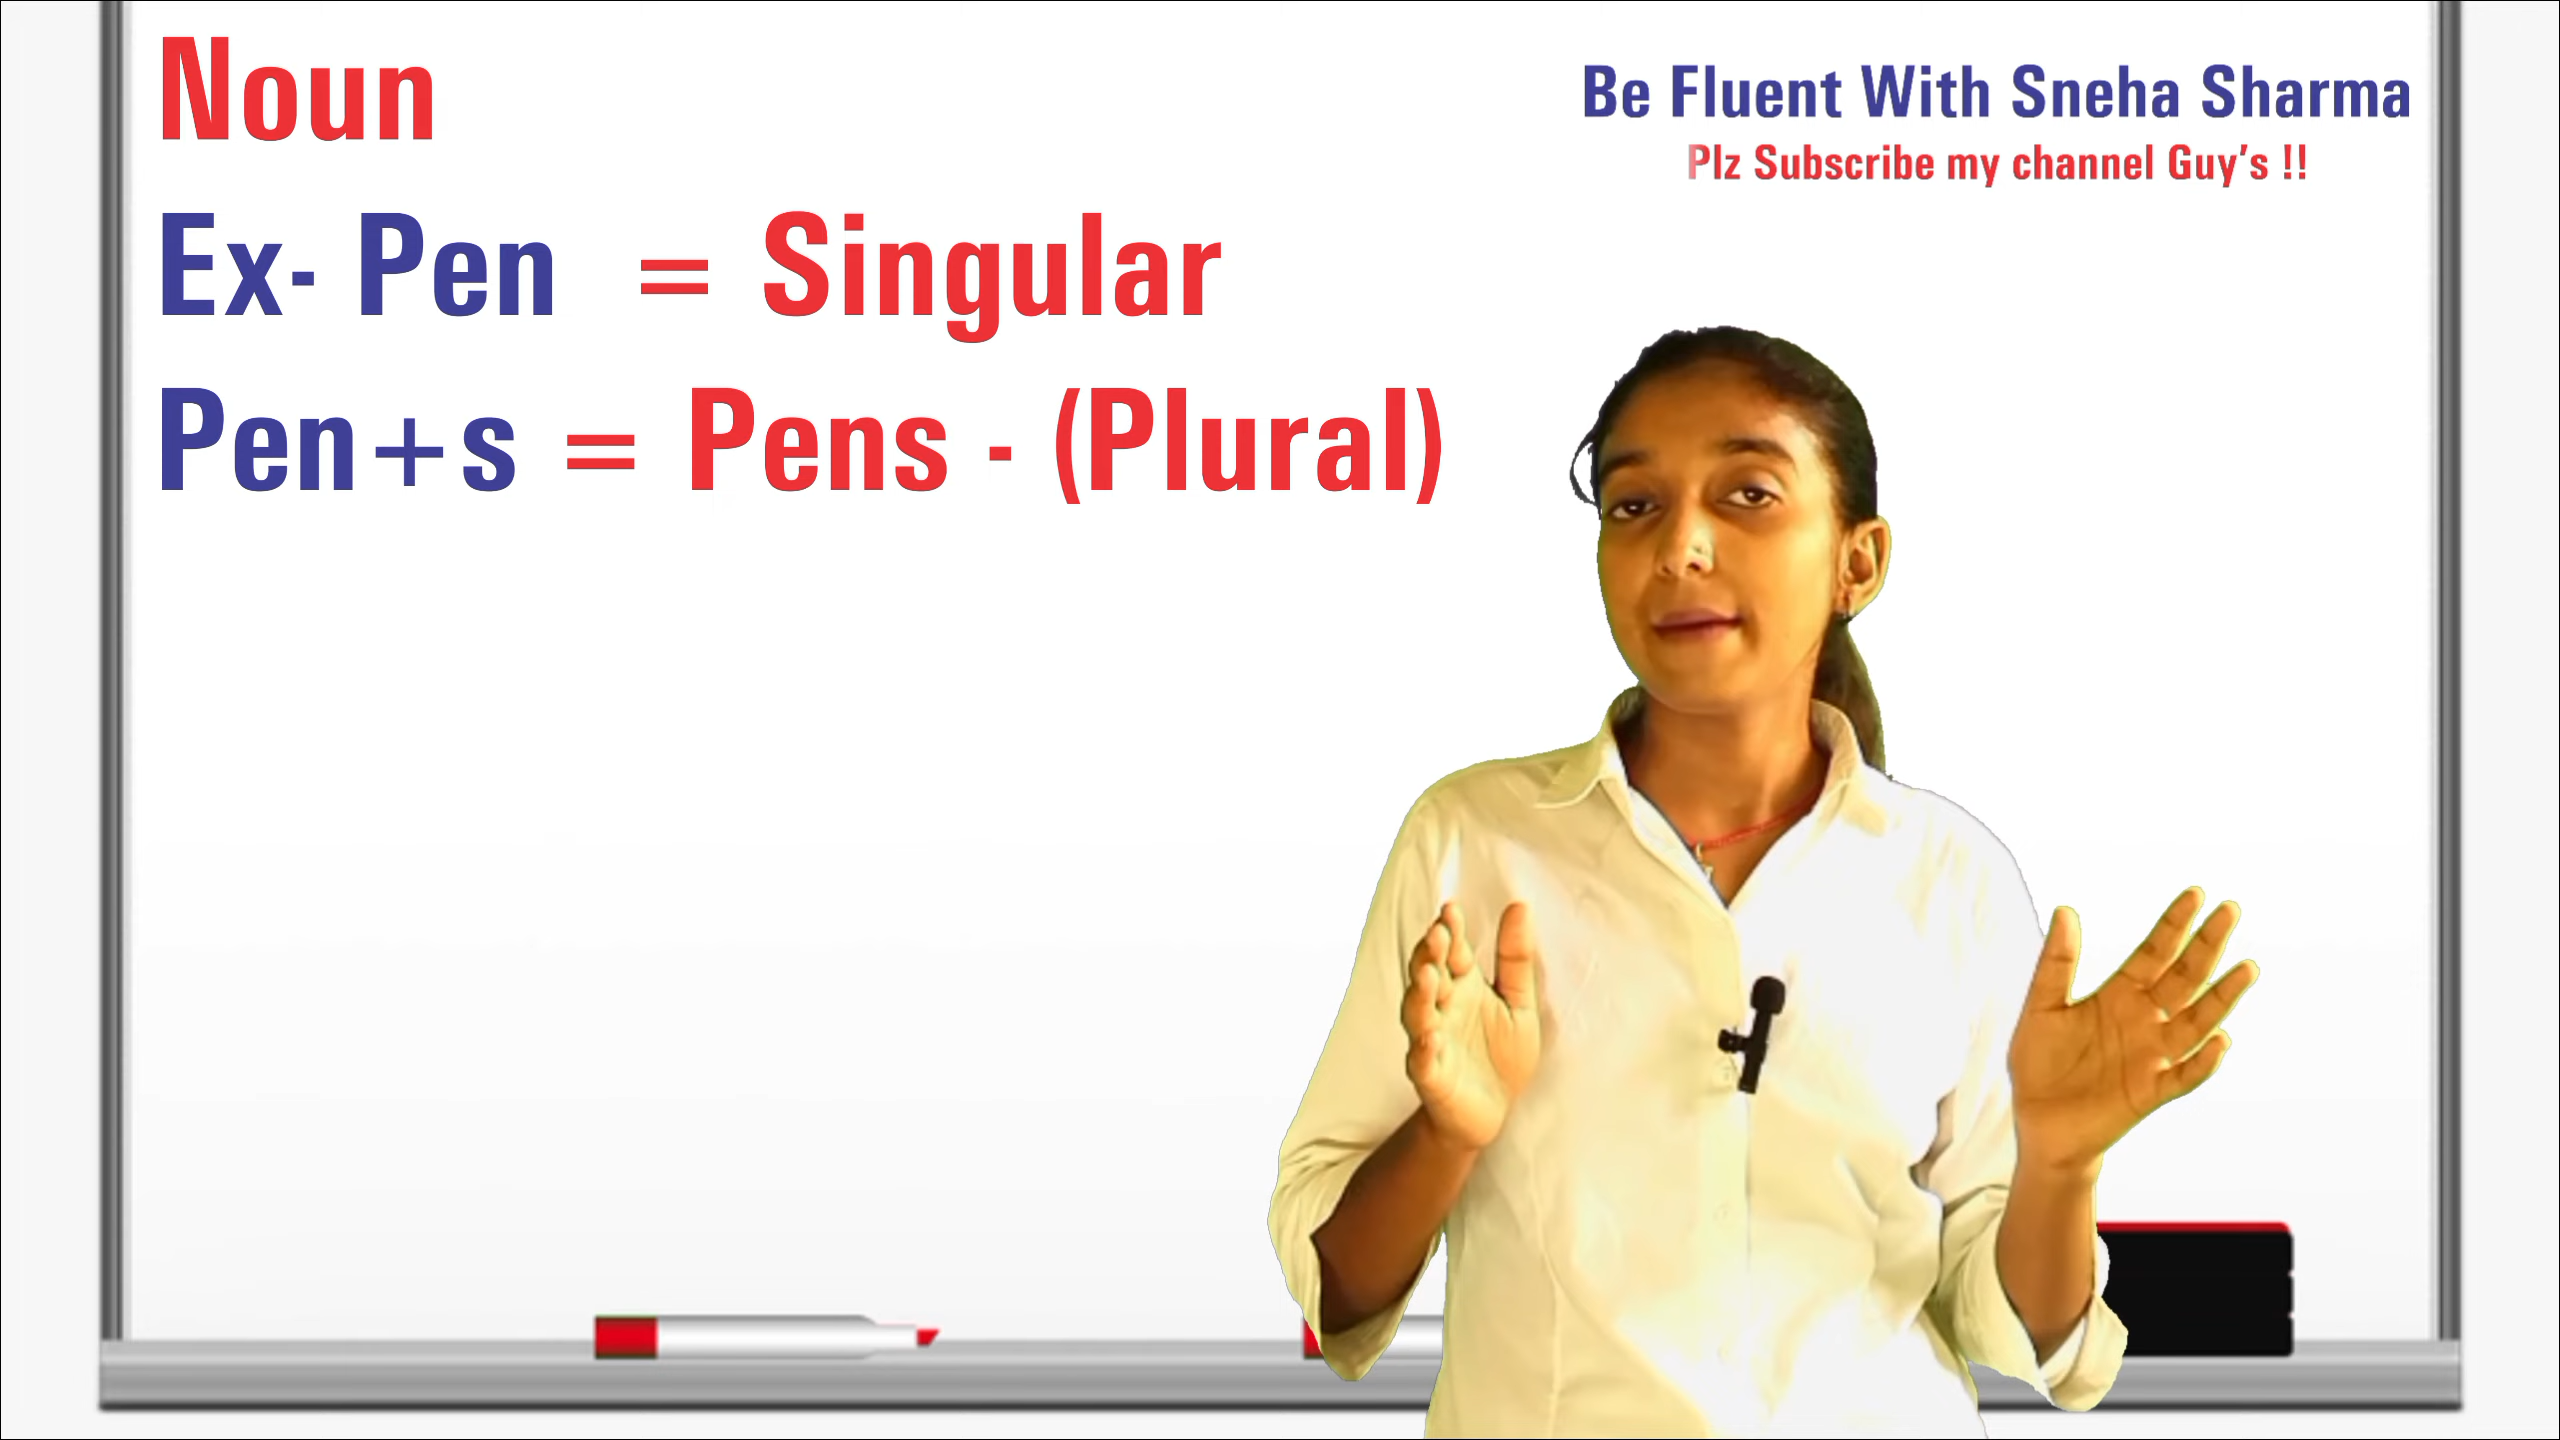 Noun
Be Fluent With Sneha Sharma
Plz Subscribe my channel Guy's !!
Ex- Pen = Singular
Pen+s = Pens - (Plural)